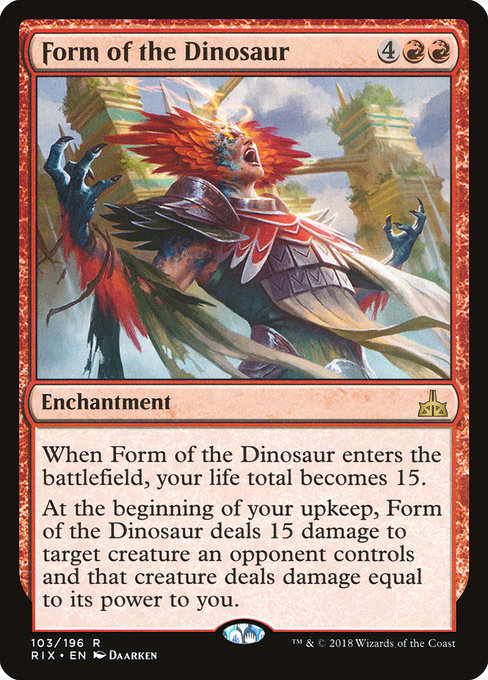 Form of the Dinosaur 4
Enchantment
When Form of the Dinosaur enters the
battlefield, your life total becomes 15.
At the beginning of your upkeep, Form
of the Dinosaur deals 15 damage to
target creature an opponent controls
and that creature deals damage equal
to its power to you.
103/196 R
RIX • EN Daarken
™ & © 2018 Wizards of the Coast